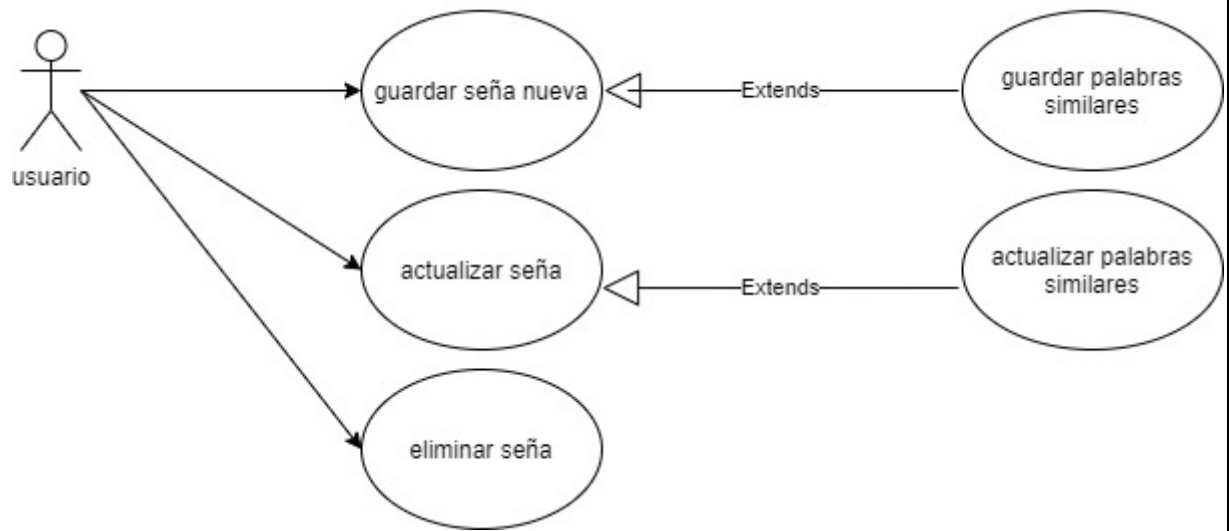 usuario
guardar seña nueva
Extends
guardar palabras
similares
actualizar seña
Extends
actualizar palabras
similares
eliminar seña